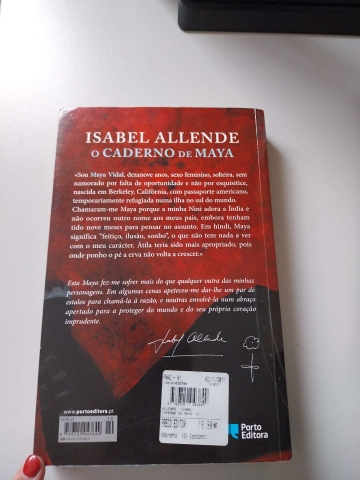 ISABEL ALLENDE
O CADERNO DE MAYA
«Sou Maya Vidal, dezanove anos, sexo feminino, solteira, sem
namorado por falta de oportunidade e não por esquisitice,
nascida em Berkeley, Califórnia, com passaporte americano,
temporariamente refugiada numa ilha no sul do mundo.
Chamaram-me Maya porque a minha Nini adora a Índia e
não ocorreu outro nome aos meus pais, embora tenham
tido nove meses para pensar no assunto. Em hindi, Maya
significa "feitiço, ilusão, sonho", o que não tem nada a ver
com o meu carácter. Átila teria sido mais apropriado, pois
onde ponho o pé a erva não volta a crescer.»
Esta Maya fez-me sofrer mais do que qualquer outra das minhas
personagens. Em algumas cenas apetecia-me dar-lhe um par de
estalos para chamá-la à razão, e noutras envolvê-la num abraço
apertado para a proteger do mundo e do seu próprio coração
imprudente.
Isabel Allende
PRECO EDITOR
www.portoeditora.pt
Porto
Editora